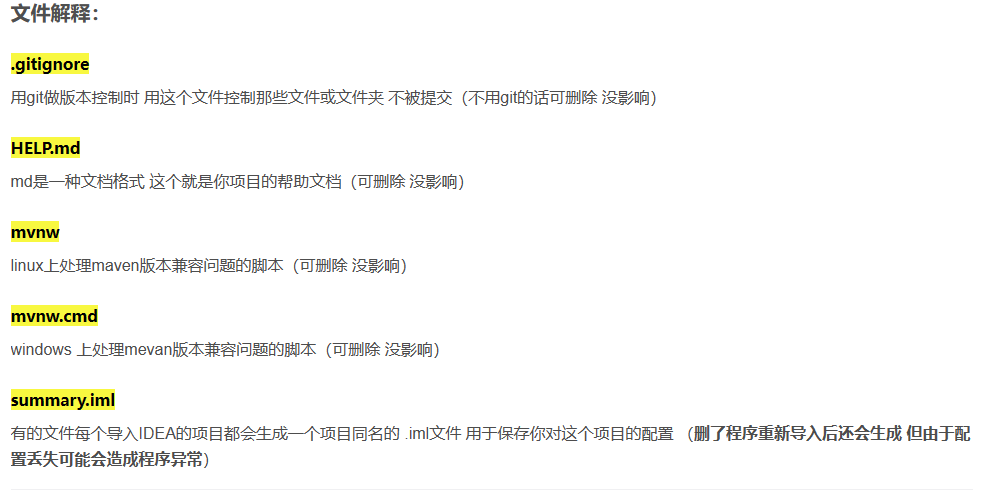 文件解释：
.gitignore
用git做版本控制时 用这个文件控制那些文件或文件夹 不被提交（不用git的话可删除 没影响）
HELP.md
md是一种文档格式 这个就是你项目的帮助文档（可删除 没影响）
mvnw
linux上处理maven版本兼容问题的脚本（可删除 没影响）
mvnw.cmd
windows 上处理mevan版本兼容问题的脚本（可删除 没影响）
summary.iml
有的文件每个导入IDEA的项目都会生成一个项目同名的 .iml文件 用于保存你对这个项目的配置 （删了程序重新导入后还会生成 但由于配
置丢失可能会造成程序异常）